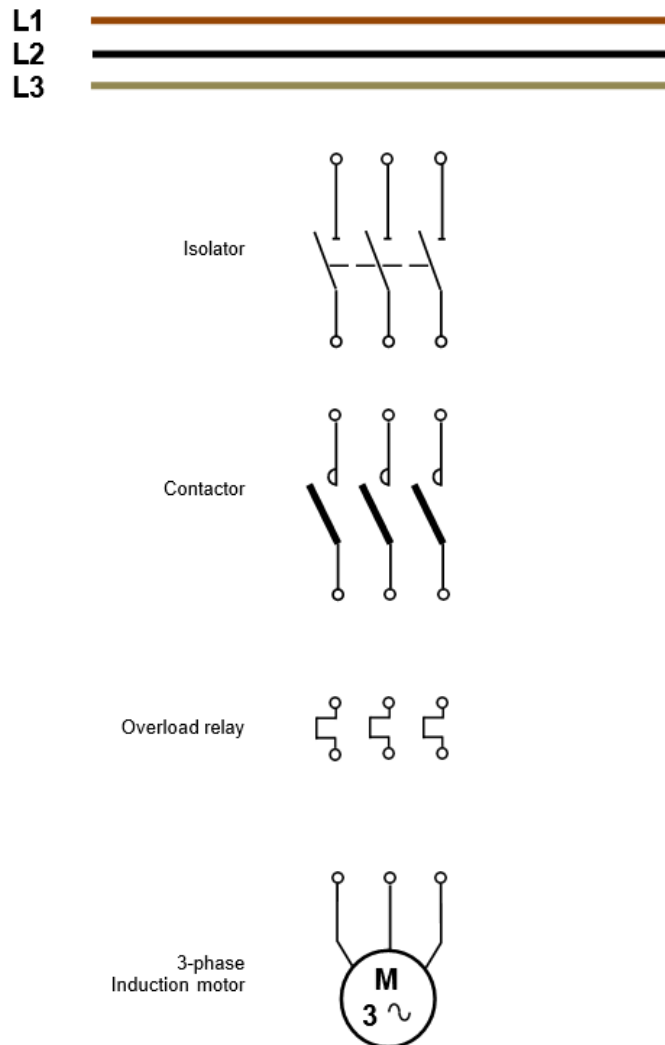 L1
L2
L3
Isolator
Contactor
Overload relay
3-phase
Induction motor
M
3 ∿